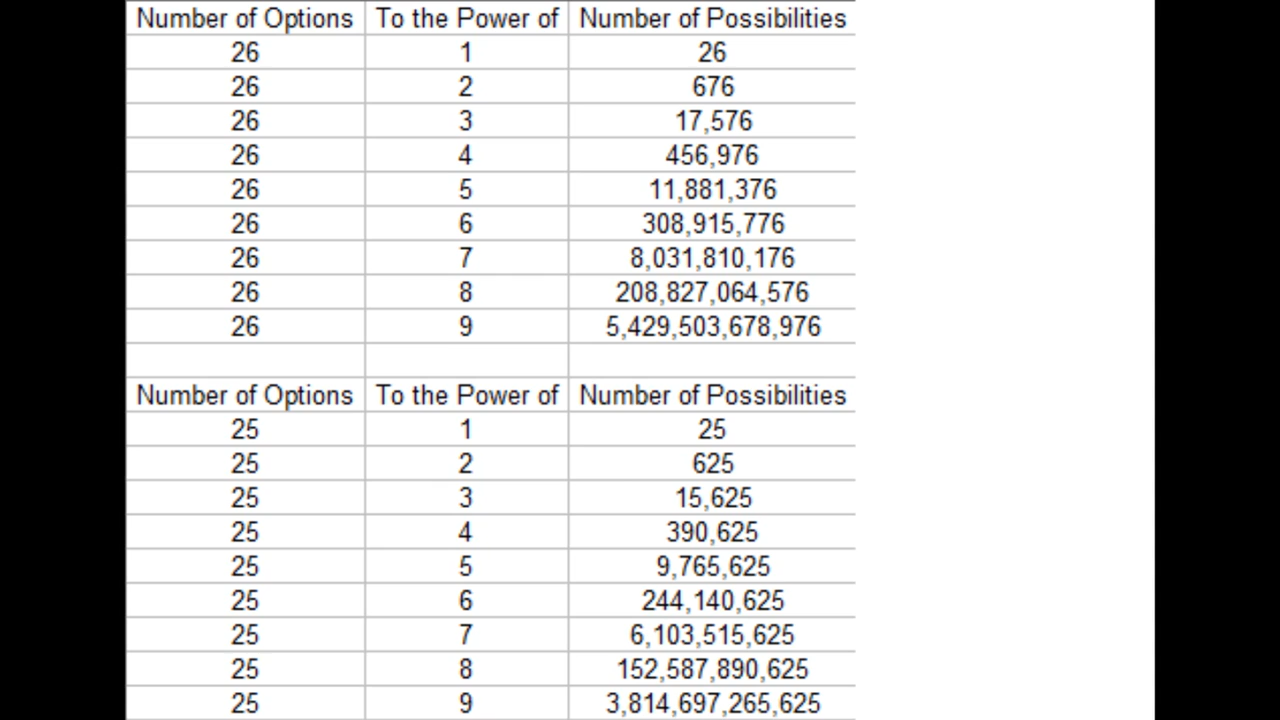 Number of Options To the Power of Number of Possibilities
26 1 26
26 2 676
26 3 17,576
26 4 456,976
26 5 11,881,376
26 6 308,915,776
26 7 8,031,810,176
26 8 208,827,064,576
26 9 5,429,503,678,976
Number of Options To the Power of Number of Possibilities
25 1 25
25 2 625
25 3 15,625
25 4 390,625
25 5 9,765,625
25 6 244,140,625
25 7 6,103,515,625
25 8 152,587,890,625
25 9 3,814,697,265,625